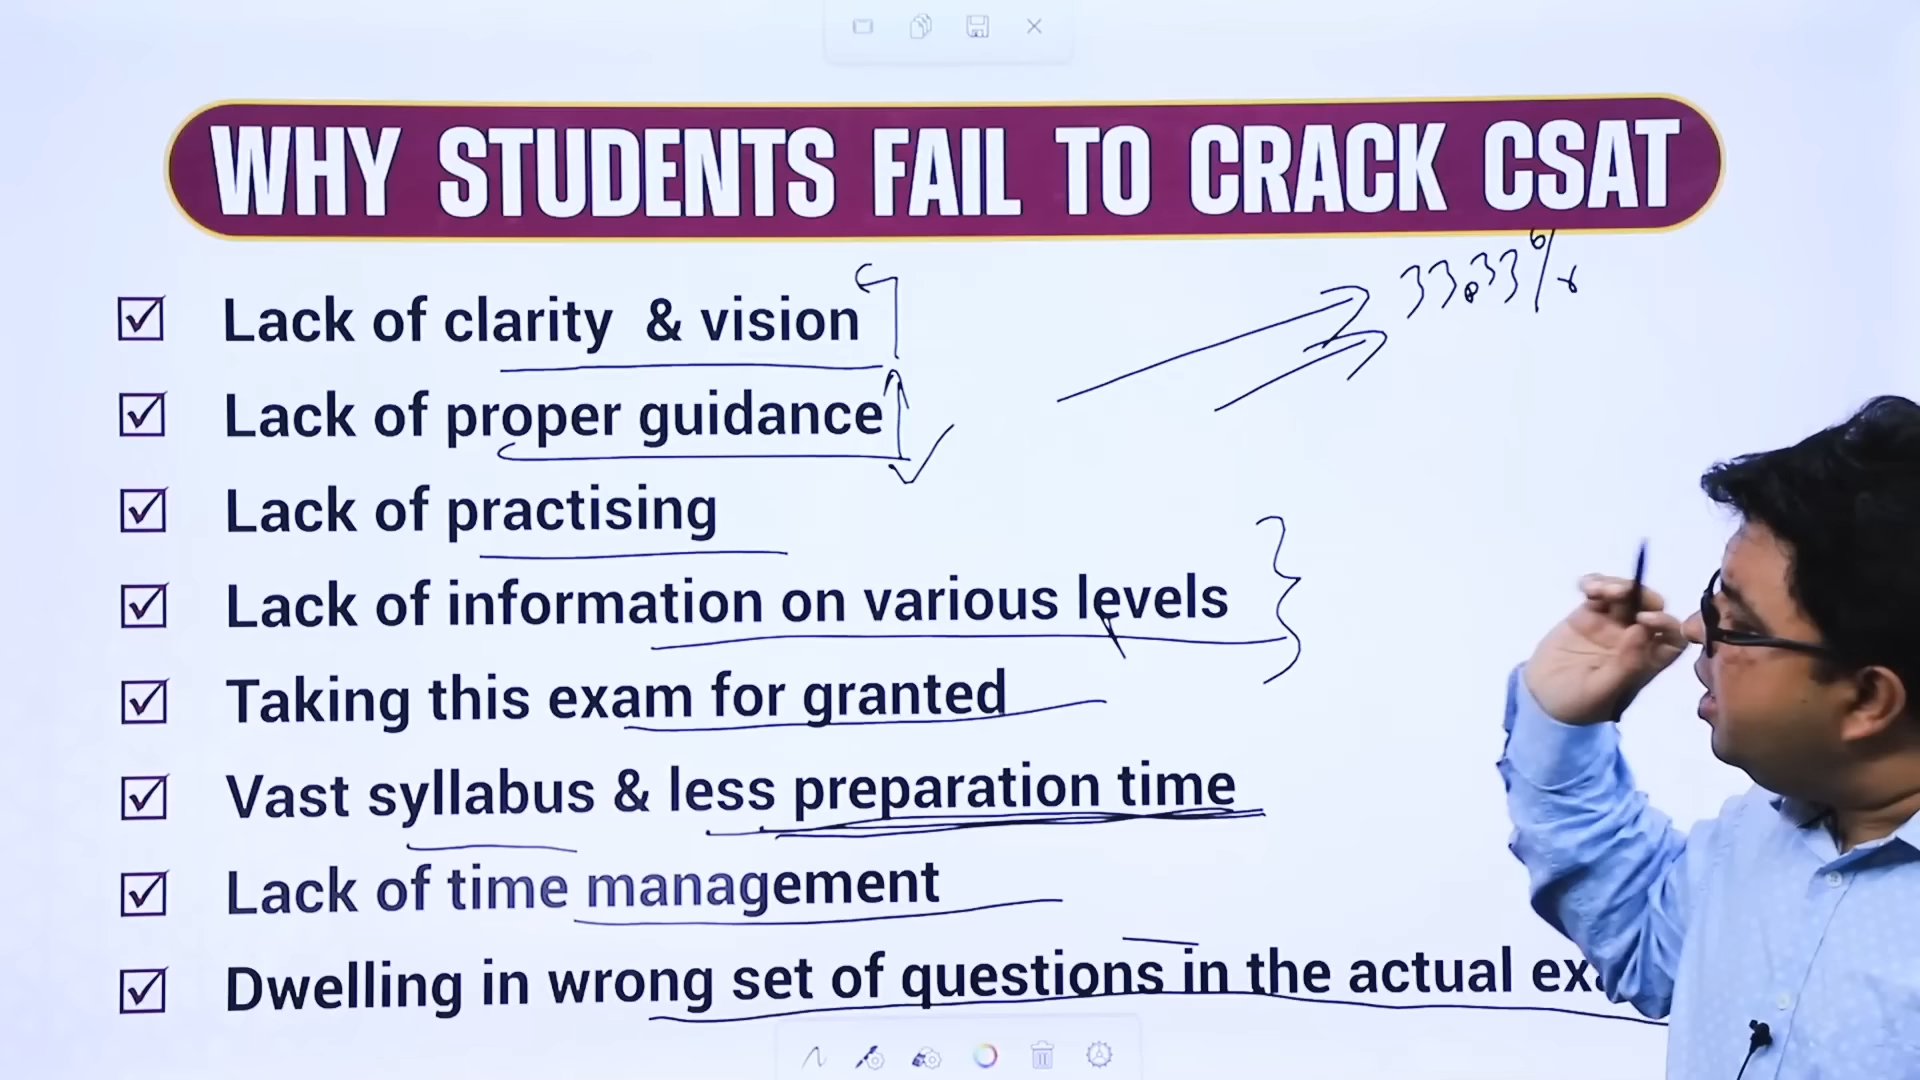 WHY STUDENTS FAIL TO CRACK CSAT
33.33%
Lack of clarity & vision
Lack of proper guidance
Lack of practising
Lack of information on various levels
Taking this exam for granted
Vast syllabus & less preparation time
Lack of time management
Dwelling in wrong set of questions in the actual